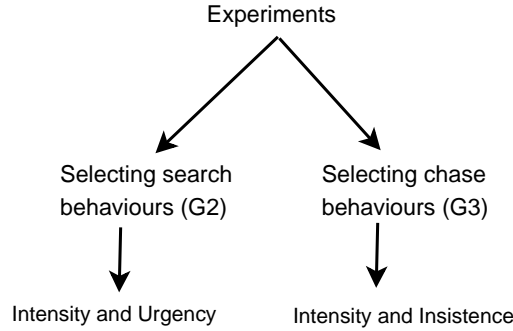 Experiments
Selecting search
behaviours (G2)
Selecting chase
behaviours (G3)
Intensity and Urgency
Intensity and Insistence